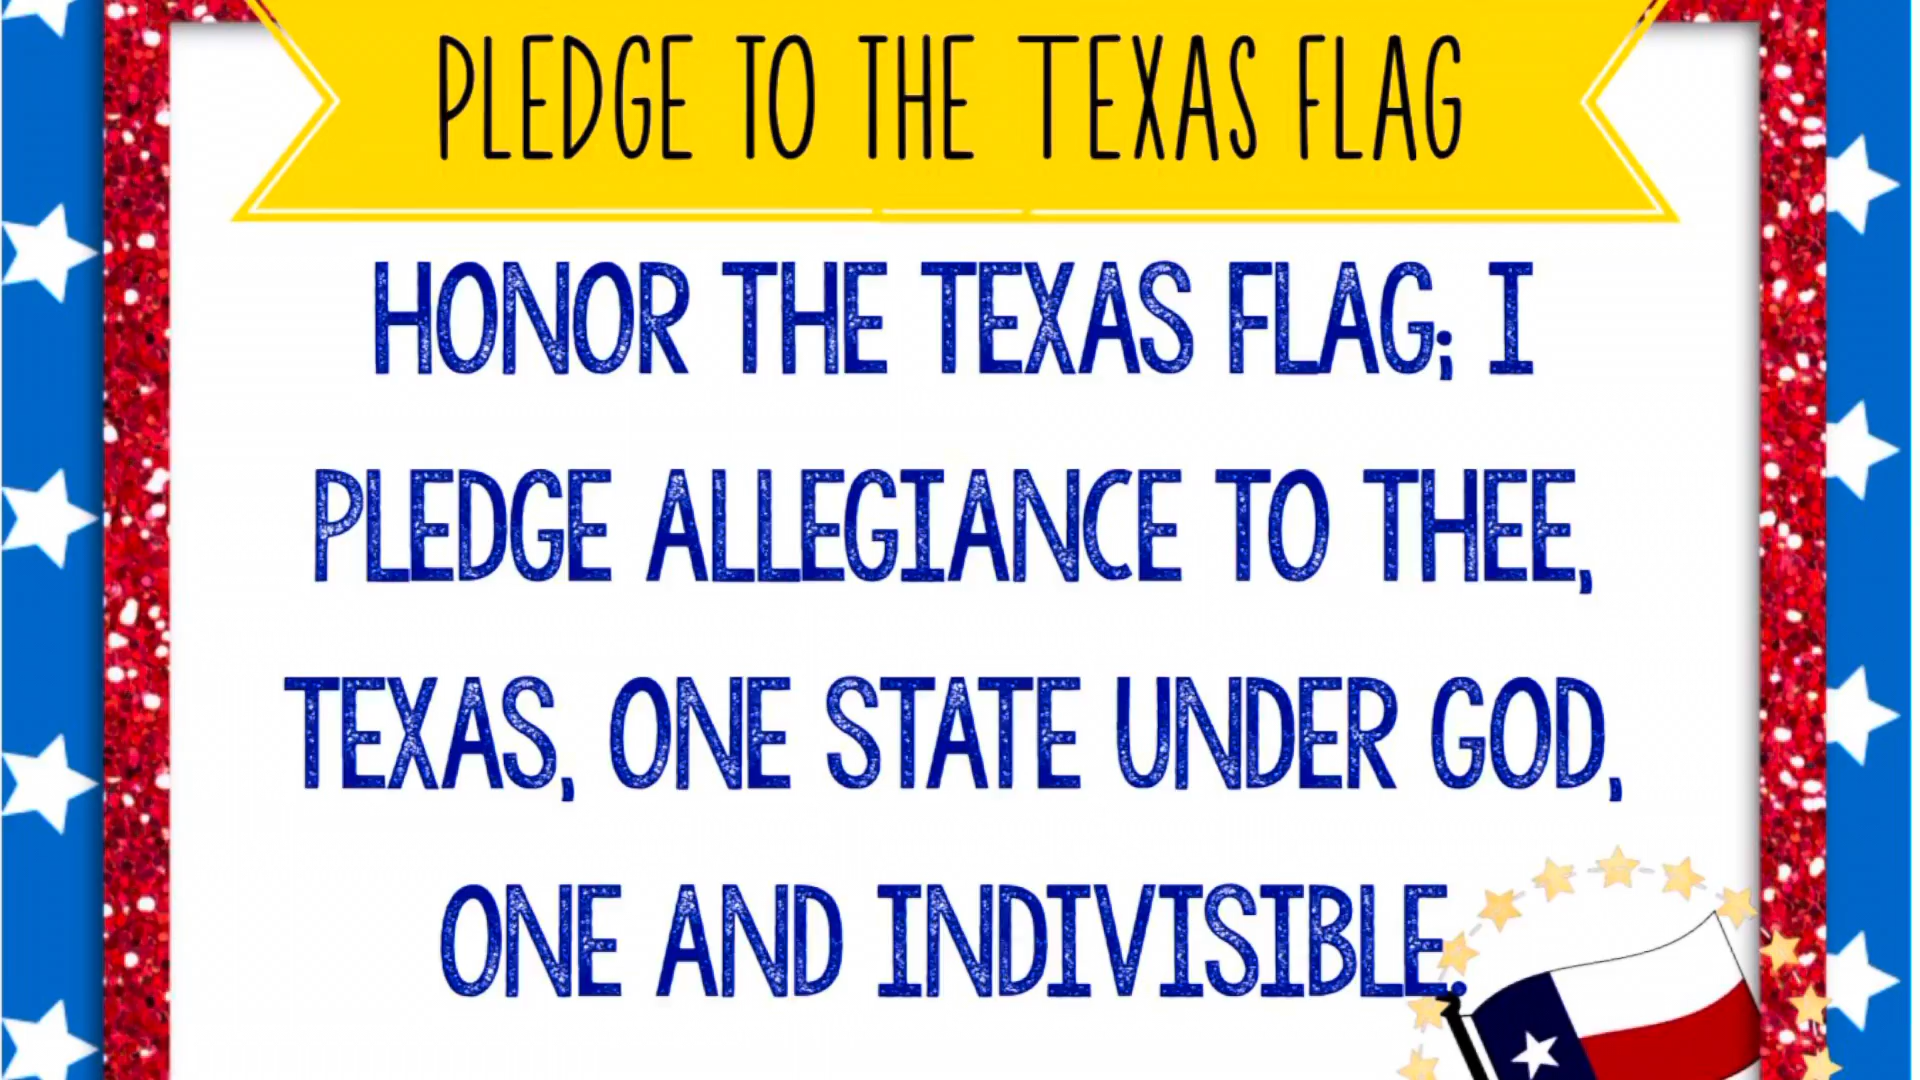 PLEDGE TO THE TEXAS FLAG
HONOR THE TEXAS FLAG; I
PLEDGE ALLEGIANCE TO THEE,
TEXAS, ONE STATE UNDER GOD,
ONE AND INDIVISIBLE.